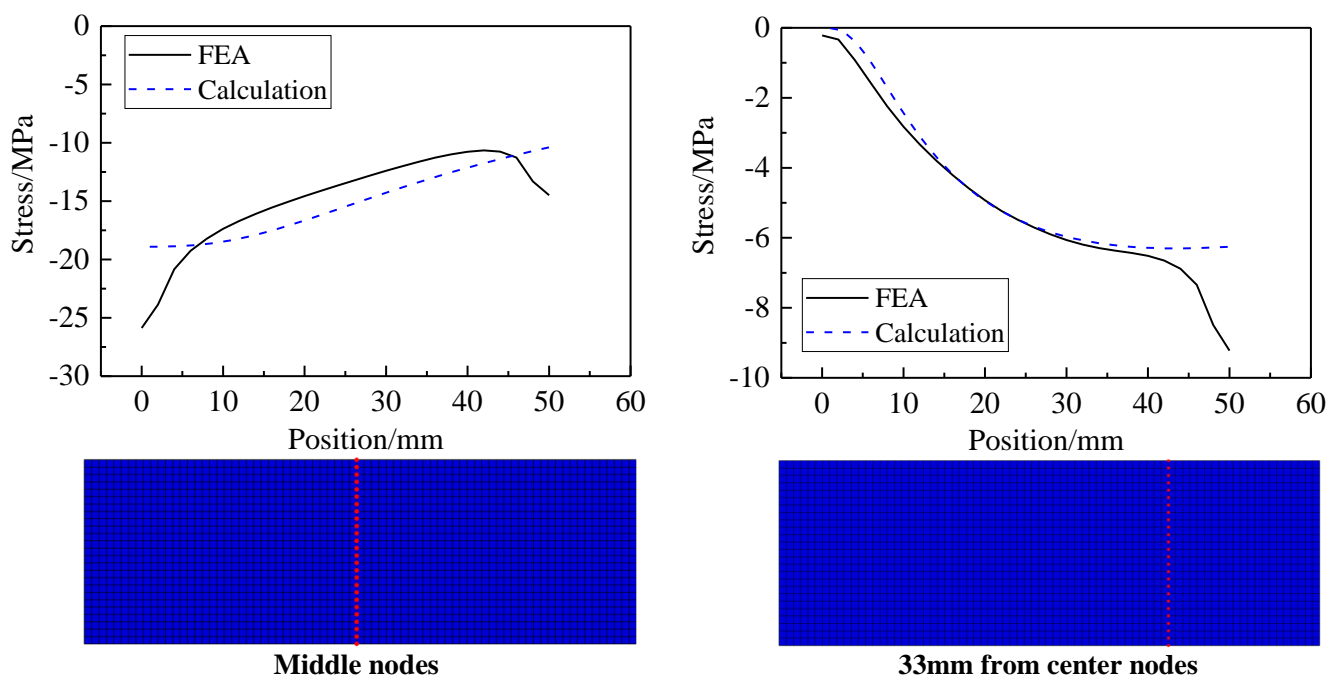 0
-5
-10
-15
-20
-25
-30
Stress/MPa
FEA
Calculation
0 10 20 30 40 50 60
Position/mm
Middle nodes
0
-2
-4
-6
-8
-10
Stress/MPa
FEA
Calculation
0 10 20 30 40 50 60
Position/mm
33mm from center nodes